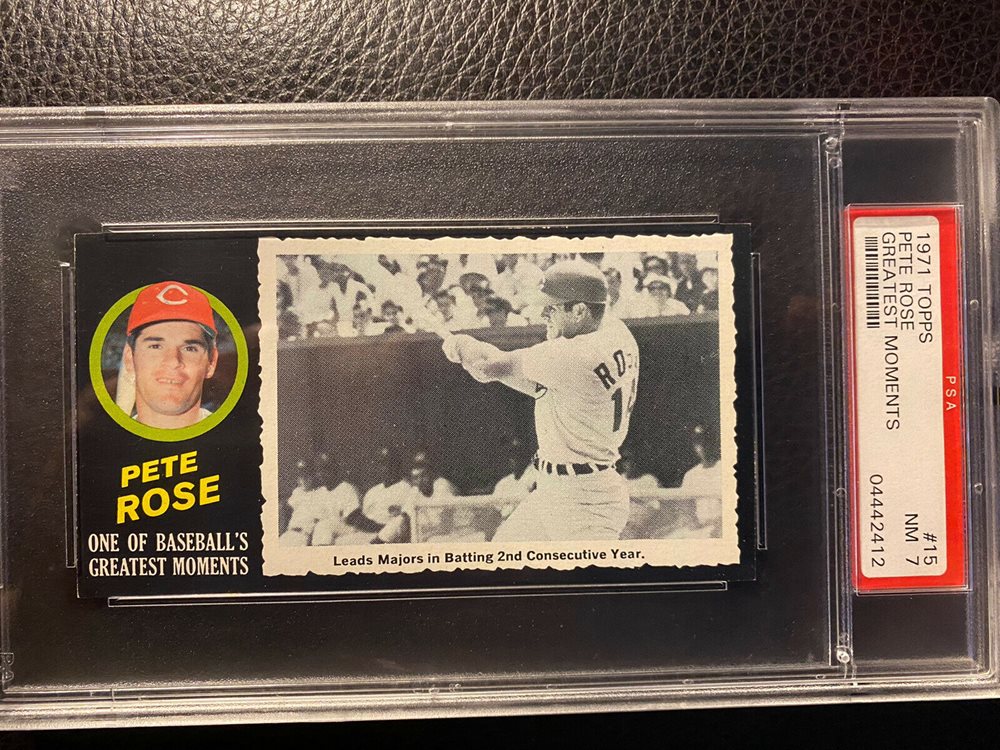 C
PETE
ROSE
ONE OF BASEBALL'S
GREATEST MOMENTS
Leads Majors in Batting 2nd Consecutive Year.
1971 TOPPS
PETE ROSE
GREATEST MOMENTS
#15
NM 7
04442412
PSA